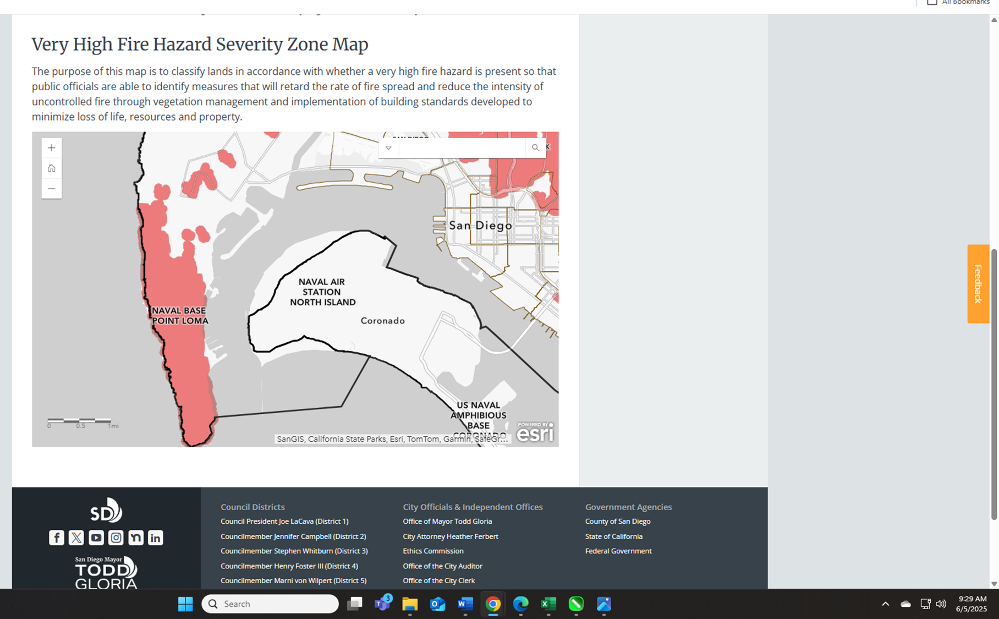 All Bookmarks
Very High Fire Hazard Severity Zone Map
The purpose of this map is to classify lands in accordance with whether a very high fire hazard is present so that
public officials are able to identify measures that will retard the rate of fire spread and reduce the intensity of
uncontrolled fire through vegetation management and implementation of building standards developed to
minimize loss of life, resources and property.
SAN DIEGO
K
San Diego
NAVAL AIR
STATION
NORTH ISLAND
Coronado
NAVAL BASE
POINT LOMA
US NAVAL
AMPHIBIOUS
BASE
CORONADO
0 0.5 1mi
POWERED BY
esri
SanGIS, California State Parks, Esri, TomTom, Garmin, SafeGr...
Feedback
SD
San Diego Mayor
TODD
GLORIA
Council Districts
Council President Joe LaCava (District 1)
Councilmember Jennifer Campbell (District 2)
Councilmember Stephen Whitburn (District 3)
Councilmember Henry Foster III (District 4)
Councilmember Marni von Wilpert (District 5)
City Officials & Independent Offices
Office of Mayor Todd Gloria
City Attorney Heather Ferbert
Ethics Commission
Office of the City Auditor
Office of the City Clerk
Government Agencies
County of San Diego
State of California
Federal Government
Search
3
9:29 AM
6/5/2025